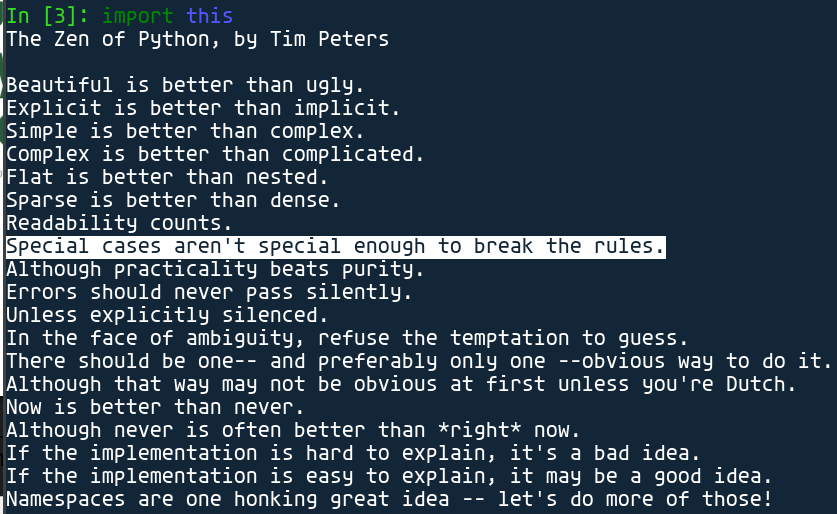 In [3]: import this
The Zen of Python, by Tim Peters

Beautiful is better than ugly.
Explicit is better than implicit.
Simple is better than complex.
Complex is better than complicated.
Flat is better than nested.
Sparse is better than dense.
Readability counts.
Special cases aren't special enough to break the rules.
Although practicality beats purity.
Errors should never pass silently.
Unless explicitly silenced.
In the face of ambiguity, refuse the temptation to guess.
There should be one-- and preferably only one --obvious way to do it.
Although that way may not be obvious at first unless you're Dutch.
Now is better than never.
Although never is often better than *right* now.
If the implementation is hard to explain, it's a bad idea.
If the implementation is easy to explain, it may be a good idea.
Namespaces are one honking great idea -- let's do more of those!